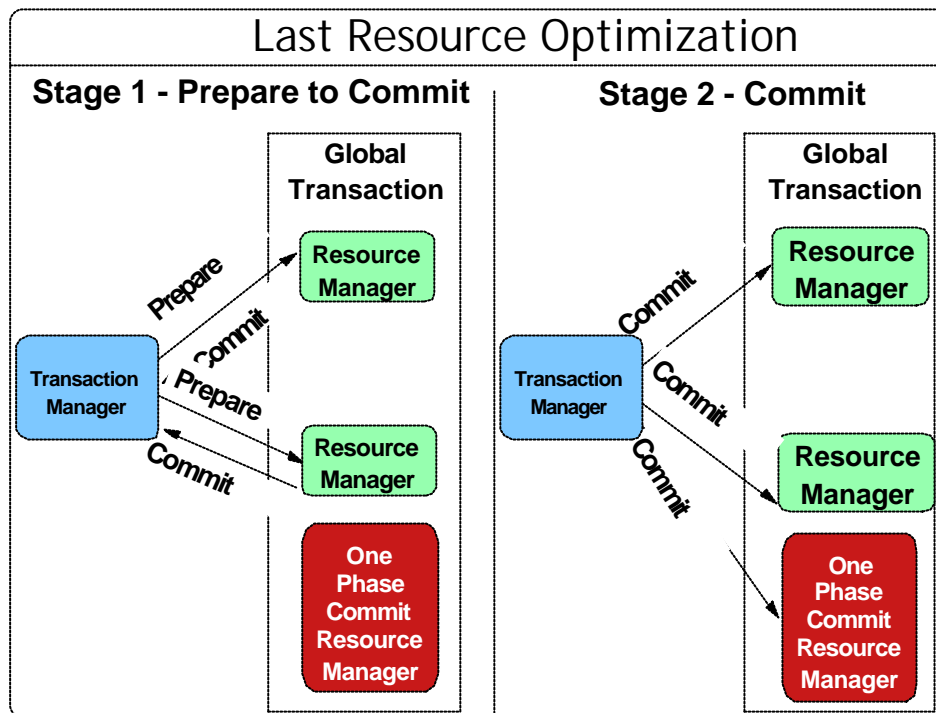 Last Resource Optimization
Stage 1 - Prepare to Commit
Global
Transaction
Resource
Manager
Prepare
Commit
Transaction
Manager
Prepare
Commit
Resource
Manager
One
Phase
Commit
Resource
Manager
Stage 2 - Commit
Global
Transaction
Resource
Manager
Commit
Transaction
Manager
Commit
Commit
Resource
Manager
One
Phase
Commit
Resource
Manager